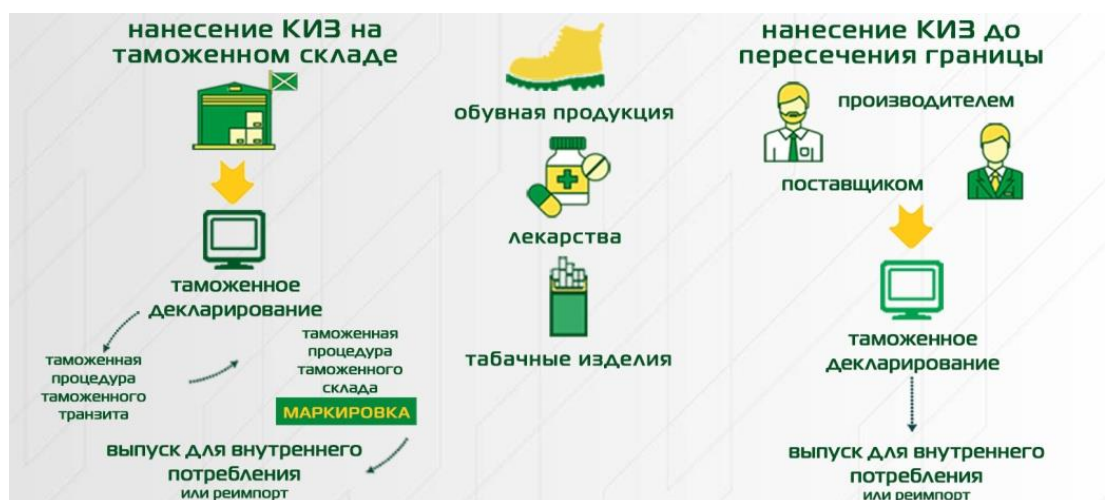 нанесение КИЗ на
таможенном складе
таможенное
декларирование
таможенная
процедура
таможенного
транзита
таможенная
процедура
таможенного
склада
МАРКИРОВКА
выпуск для внутреннего
потребления
или реимпорт
обувная продукция
лекарства
табачные изделия
нанесение КИЗ до
пересечения границы
производителем
поставщиком
таможенное
декларирование
выпуск для внутреннего
потребления
или реимпорт